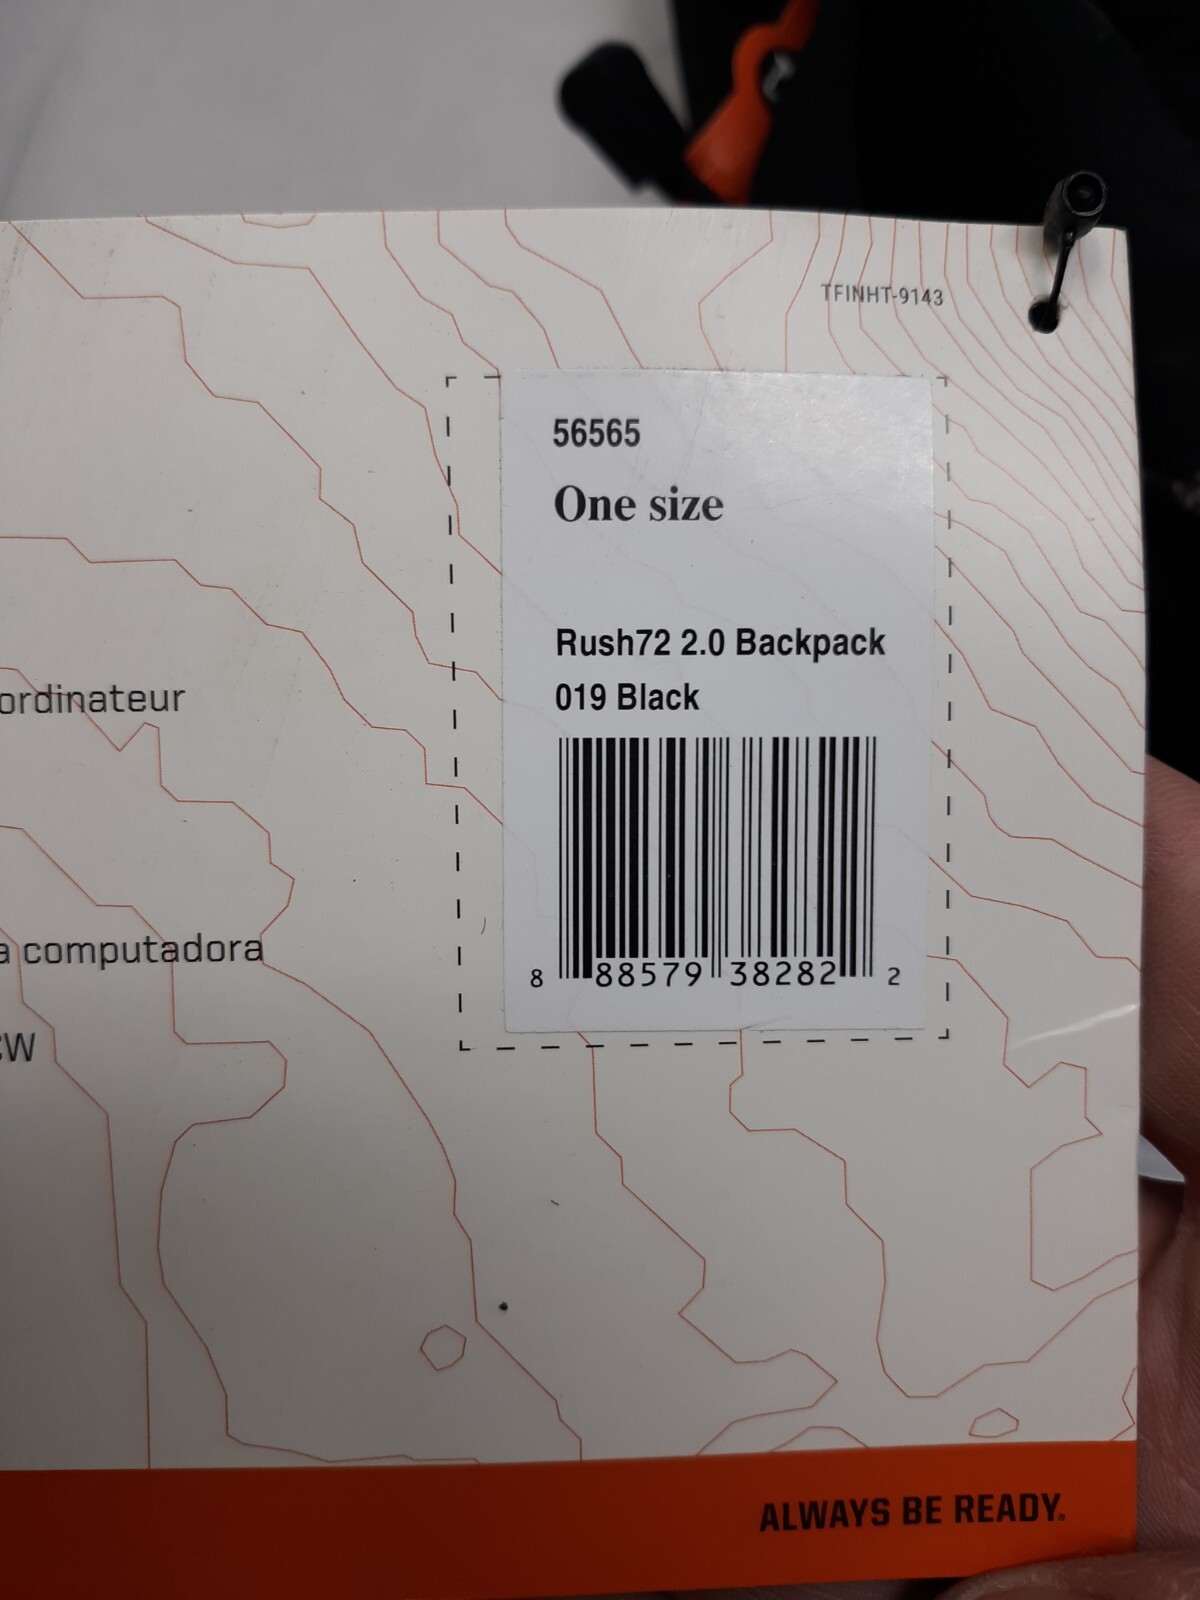 TFINHT-9143
56565
One size
Rush72 2.0 Backpack
019 Black
8 88579 38282 2
ordinateur
a computadora
CW
ALWAYS BE READY.